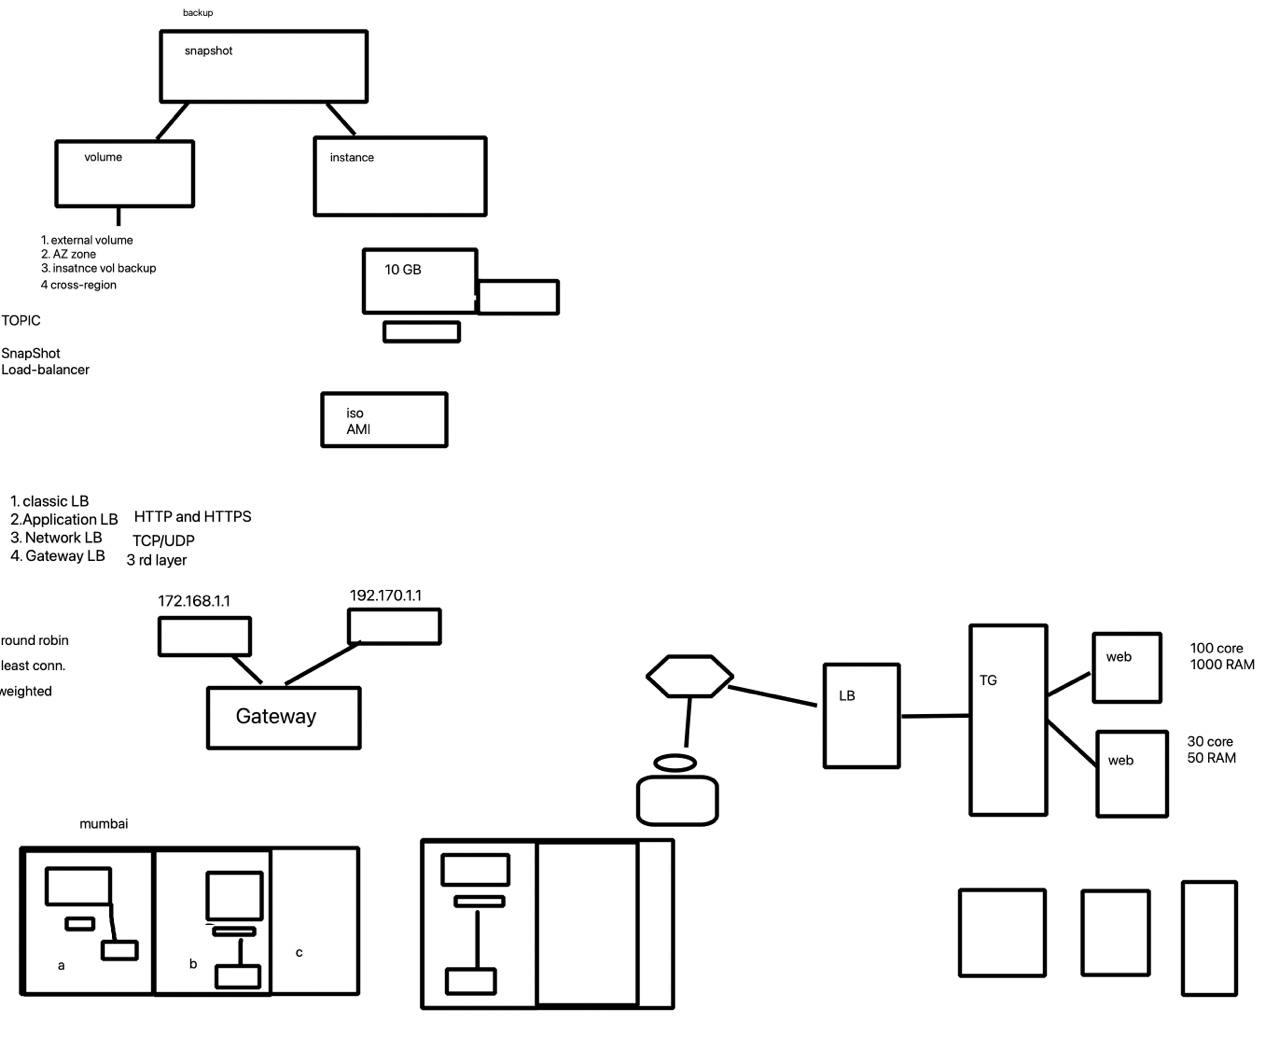 backup
snapshot
volume
instance
1. external volume
2. AZ zone
3. insatnce vol backup
4 cross-region
10 GB
TOPIC
SnapShot
Load-balancer
iso
AMI
1. classic LB
2.Application LB
3. Network LB
4. Gateway LB
HTTP and HTTPS
TCP/UDP
3 rd layer
172.168.1.1
192.170.1.1
round robin
least conn.
weighted
Gateway
LB
TG
web
100 core
1000 RAM
web
30 core
50 RAM
mumbai
a
b
c